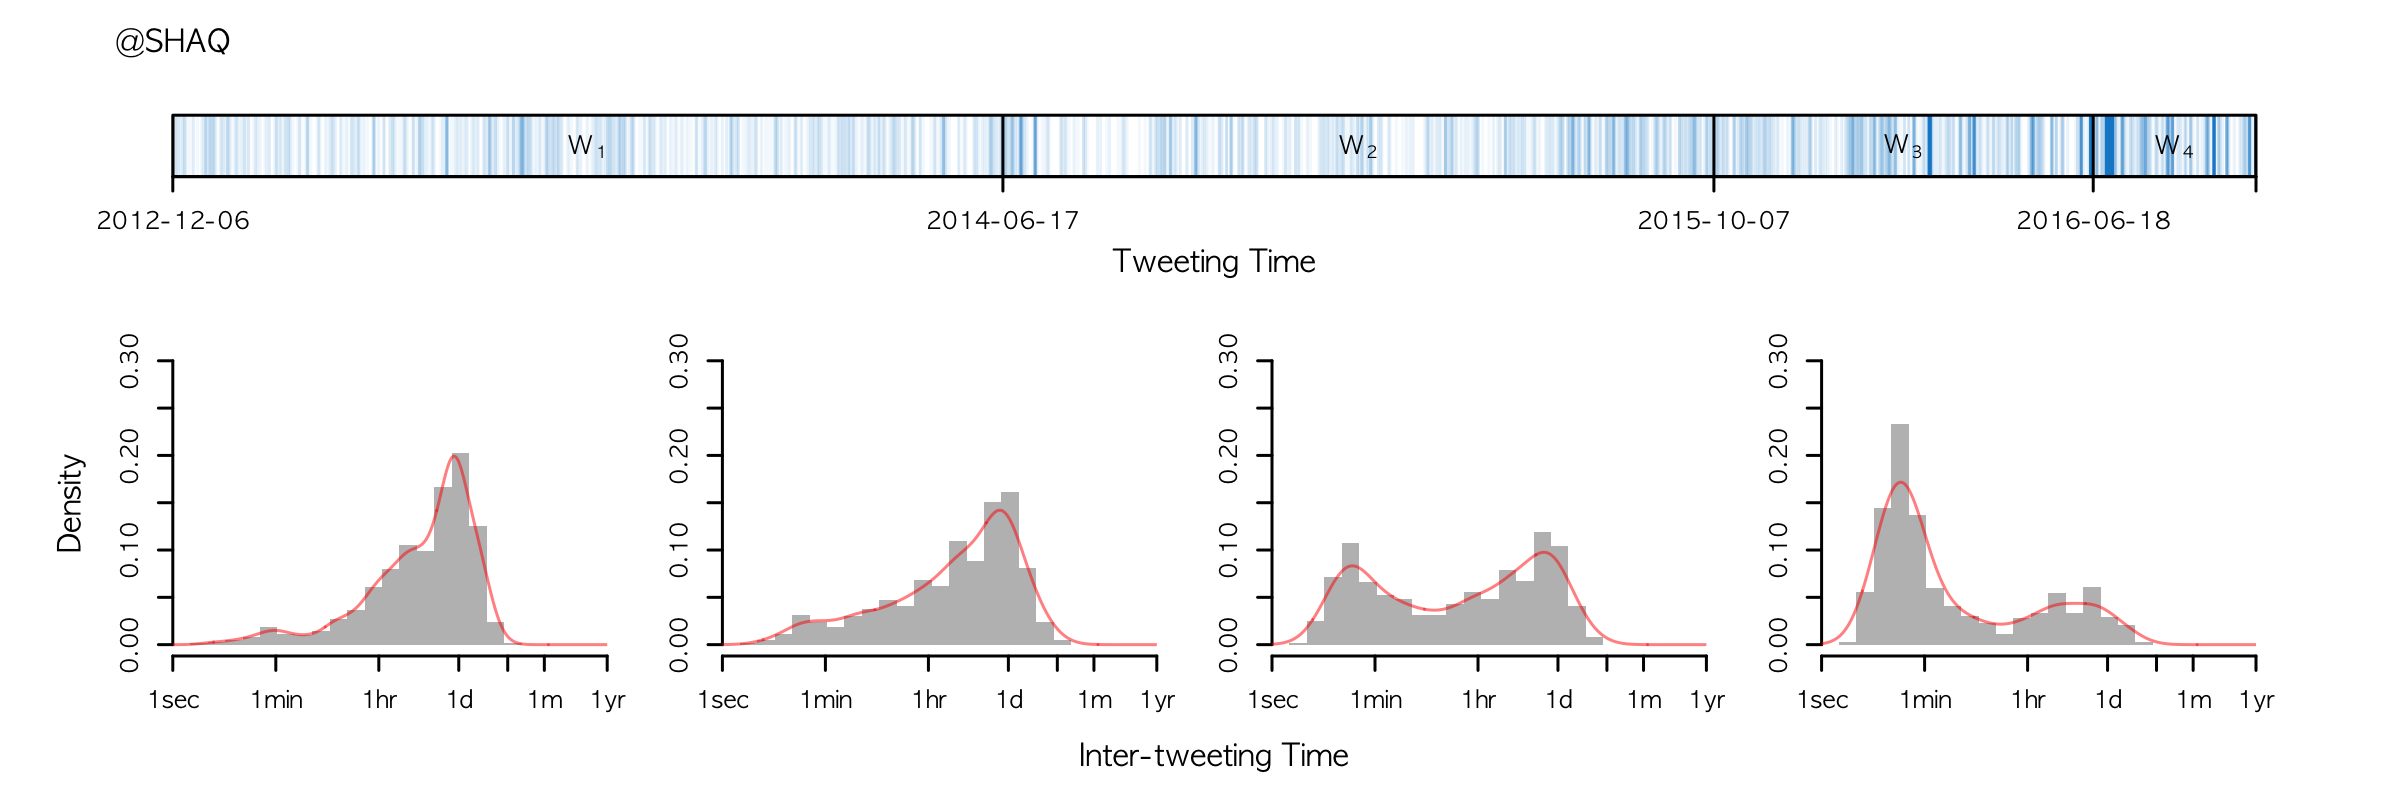 @SHAQ
W1 W2 W3 W4
2012-12-06 2014-06-17 2015-10-07 2016-06-18
Tweeting Time
Density
0.00 0.10 0.20 0.30
1sec 1min 1hr 1d 1m 1yr
0.00 0.10 0.20 0.30
1sec 1min 1hr 1d 1m 1yr
0.00 0.10 0.20 0.30
1sec 1min 1hr 1d 1m 1yr
0.00 0.10 0.20 0.30
1sec 1min 1hr 1d 1m 1yr
Inter-tweeting Time